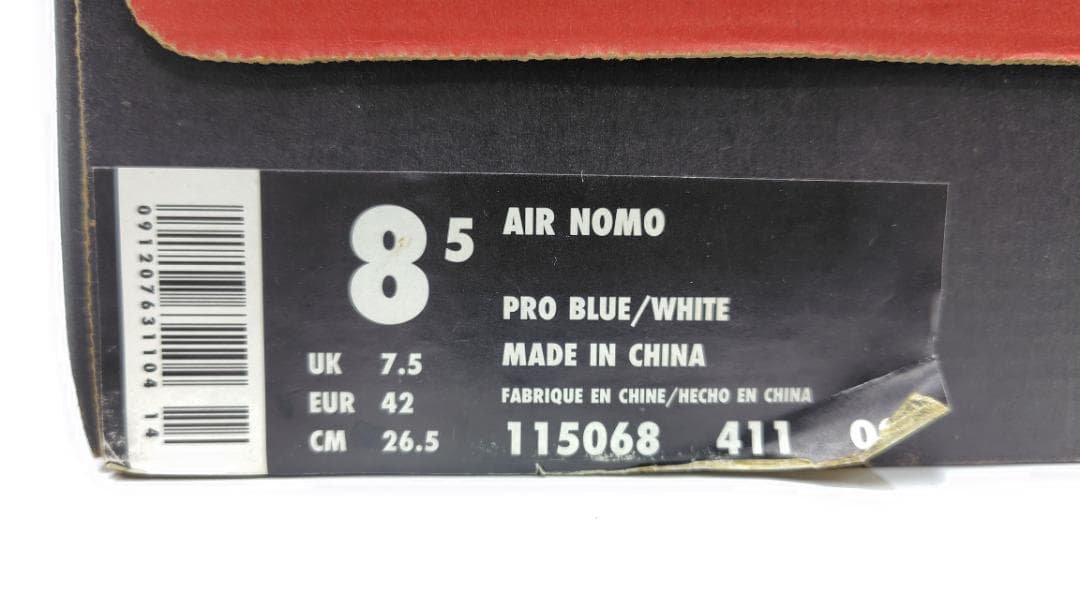 091207631104 14
8 5
AIR NOMO
PRO BLUE/WHITE
MADE IN CHINA
FABRIQUE EN CHINE/HECHO EN CHINA
UK 7.5
EUR 42
CM 26.5
115068 411